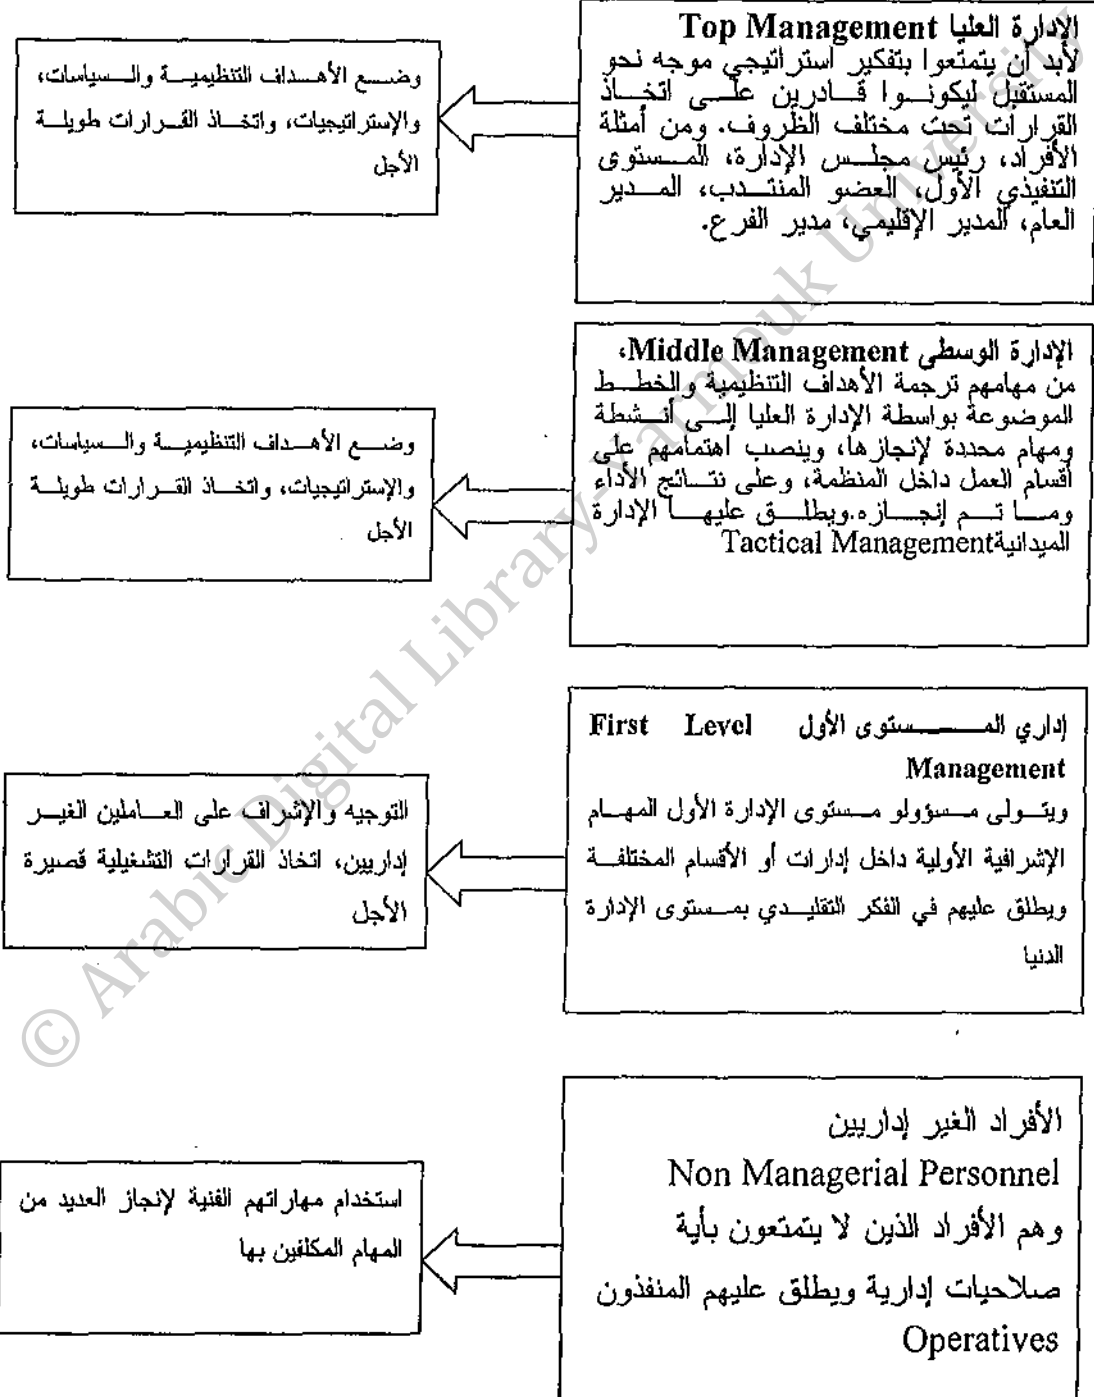 الإدارة العليا Top Management
لأبد أن يتمتعوا بتفكير استراتيجي موجه نحو
المستقبل ليكونوا قادرين على اتخاذ
القرارات تحت مختلف الظروف. ومن أمثلة
الأفراد، رئيس مجلس الإدارة، المستوى
التنفيذي الأول، العضو المنتدب، المدير
العام، المدير الإقليمي، مدير الفرع.
وضع الأهداف التنظيمية والسياسات،
والإستراتيجيات، واتخاذ القرارات طويلة
الأجل
الإدارة الوسطى Middle Management،
من مهامهم ترجمة الأهداف التنظيمية والخطط
الموضوعة بواسطة الإدارة العليا إلى أنشطة
ومهام محددة لإنجازها، وينصب اهتمامهم على
أقسام العمل داخل المنظمة، وعلى نتائج الأداء
وما تم إنجازه.ويطلق عليها الإدارة
الميدانيةTactical Management
وضع الأهداف التنظيمية والسياسات،
والإستراتيجيات، واتخاذ القرارات طويلة
الأجل
إداري المستوى الأول First Level
Management
ويتولى مسؤولو مستوى الإدارة الأول المهام
الإشرافية الأولية داخل إدارات أو الأقسام المختلفة
ويطلق عليهم في الفكر التقليدي بمستوى الإدارة
الدنيا
التوجيه والإشراف على العاملين الغير
إداريين، اتخاذ القرارات التشغيلية قصيرة
الأجل
الأفراد الغير إداريين
Non Managerial Personnel
وهم الأفراد الذين لا يتمتعون بأية
صلاحيات إدارية ويطلق عليهم المنفذون
Operatives
استخدام مهاراتهم الفنية لإنجاز العديد من
المهام المكلفين بها
© Arabic Digital Library-Yarmouk University